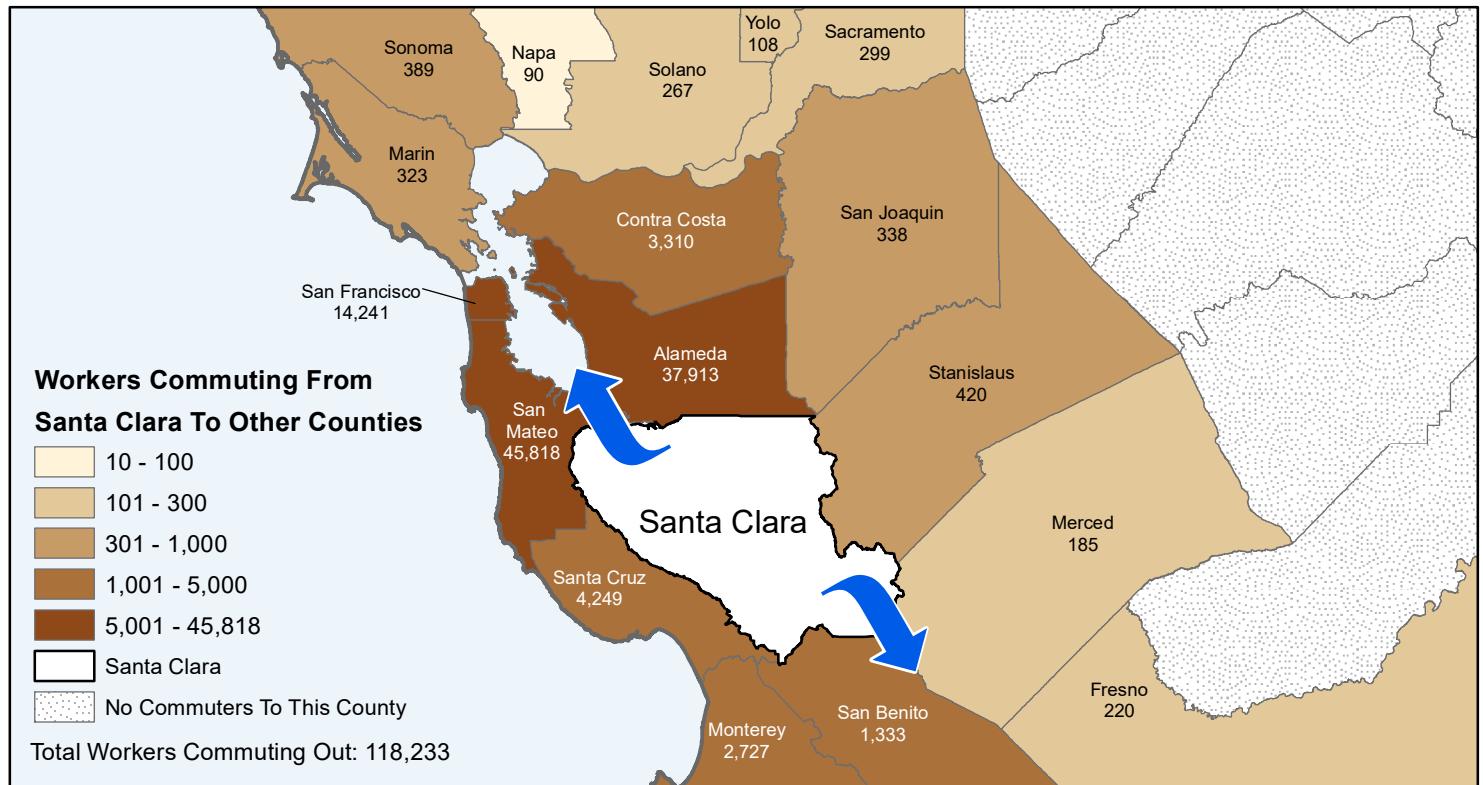 Sonoma
389
Napa
90
Solano
267
Yolo
108
Sacramento
299
Marin
323
Contra Costa
3,310
San Joaquin
338
San Francisco
14,241
Alameda
37,913
Stanislaus
420
San
Mateo
45,818
Santa Clara
Merced
185
Santa Cruz
4,249
Fresno
220
San Benito
1,333
Monterey
2,727
Workers Commuting From
Santa Clara To Other Counties
10 - 100
101 - 300
301 - 1,000
1,001 - 5,000
5,001 - 45,818
Santa Clara
No Commuters To This County
Total Workers Commuting Out: 118,233